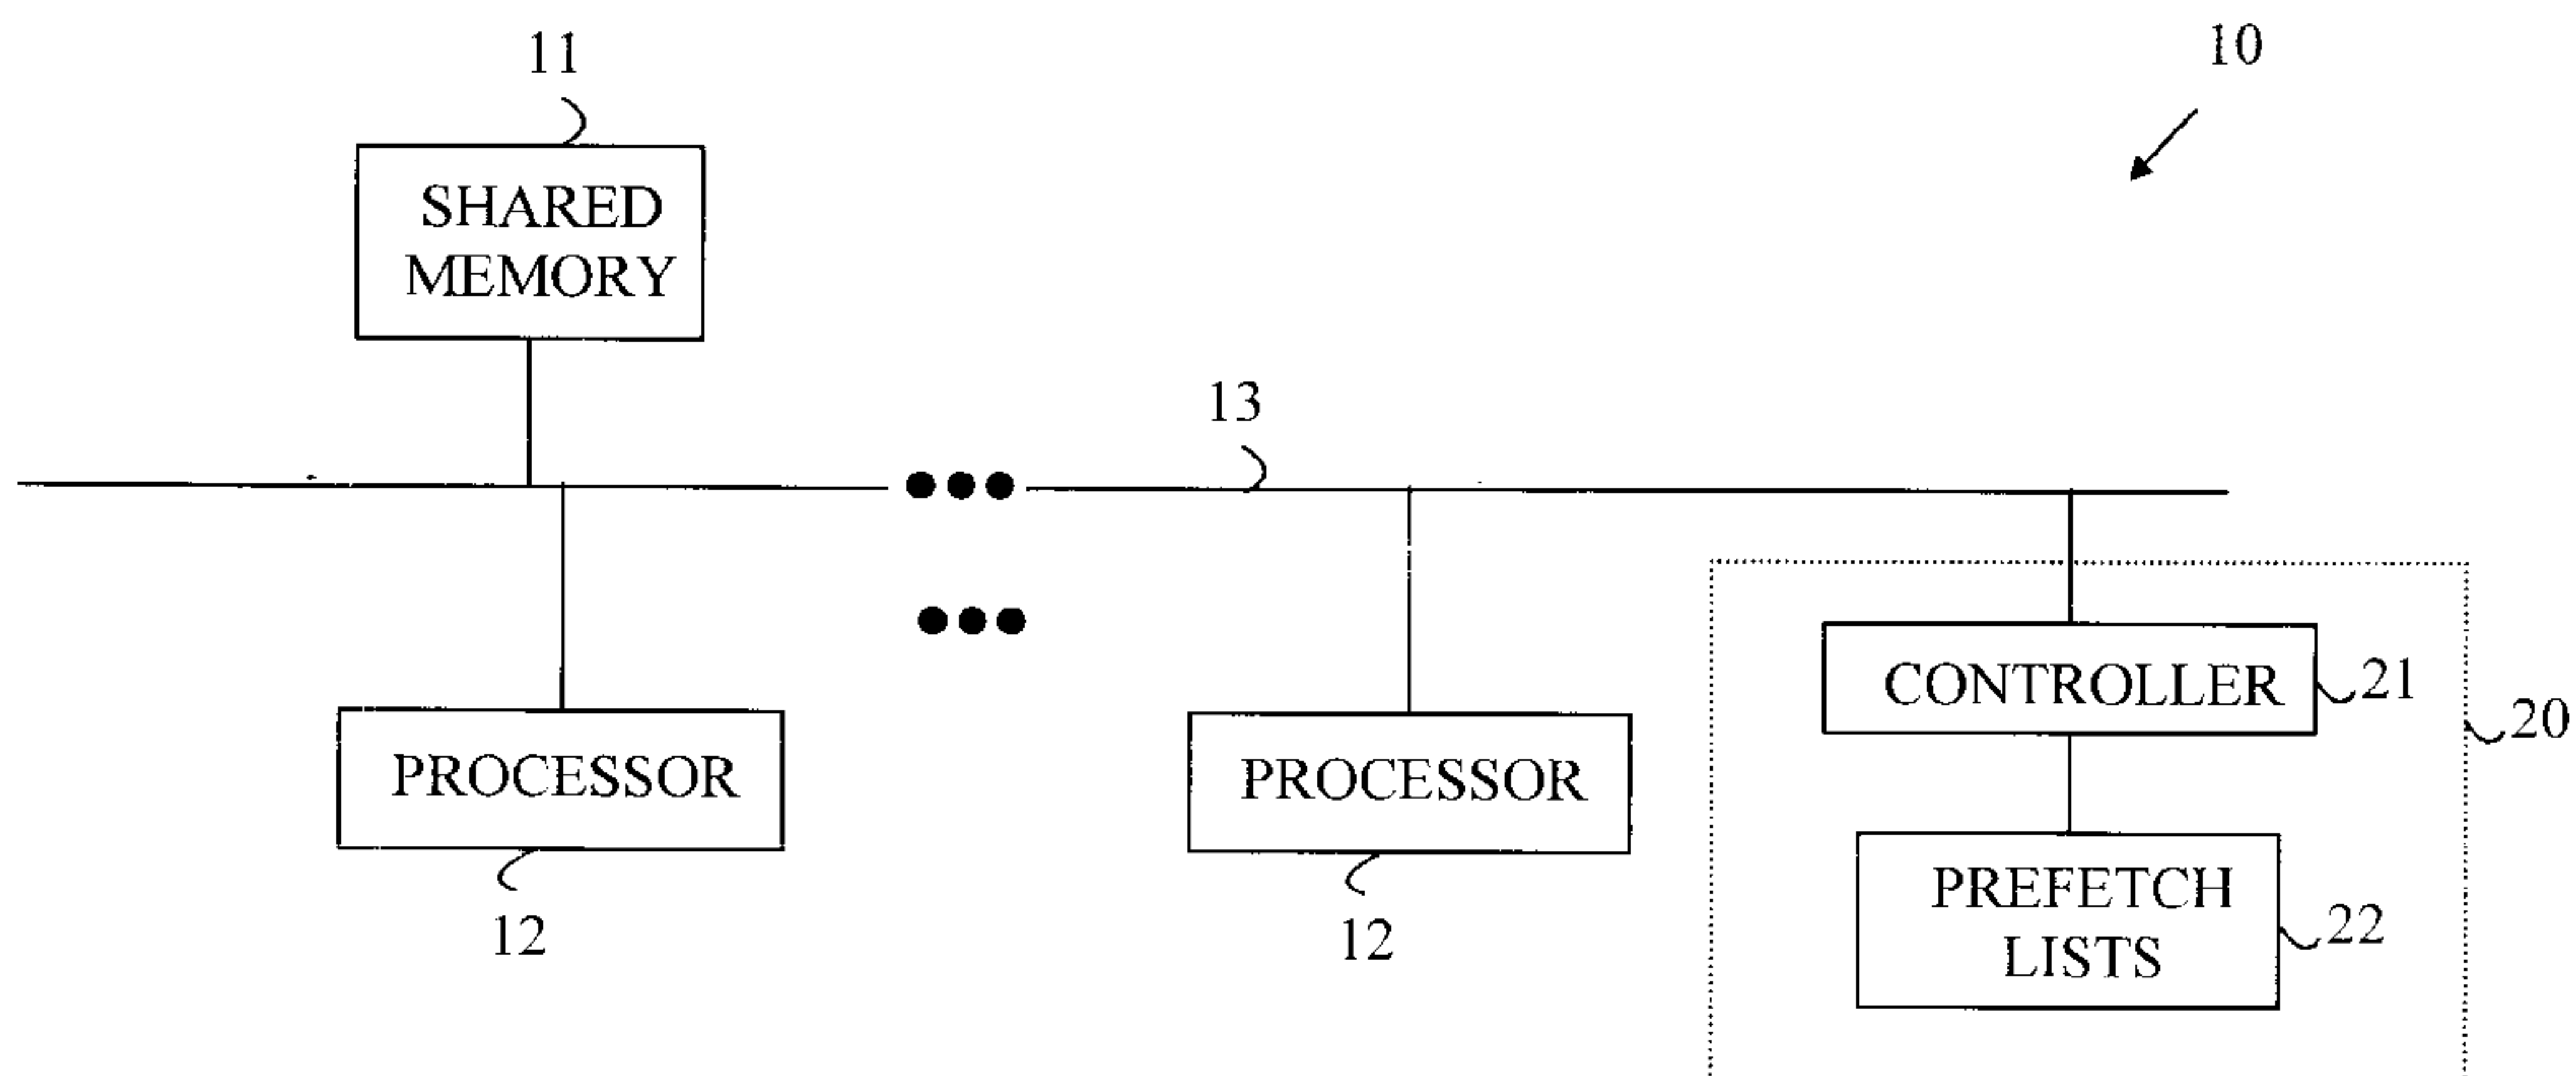 11
10
SHARED
MEMORY
13
CONTROLLER
21
20
PROCESSOR
PROCESSOR
PREFETCH
LISTS
22
12
12